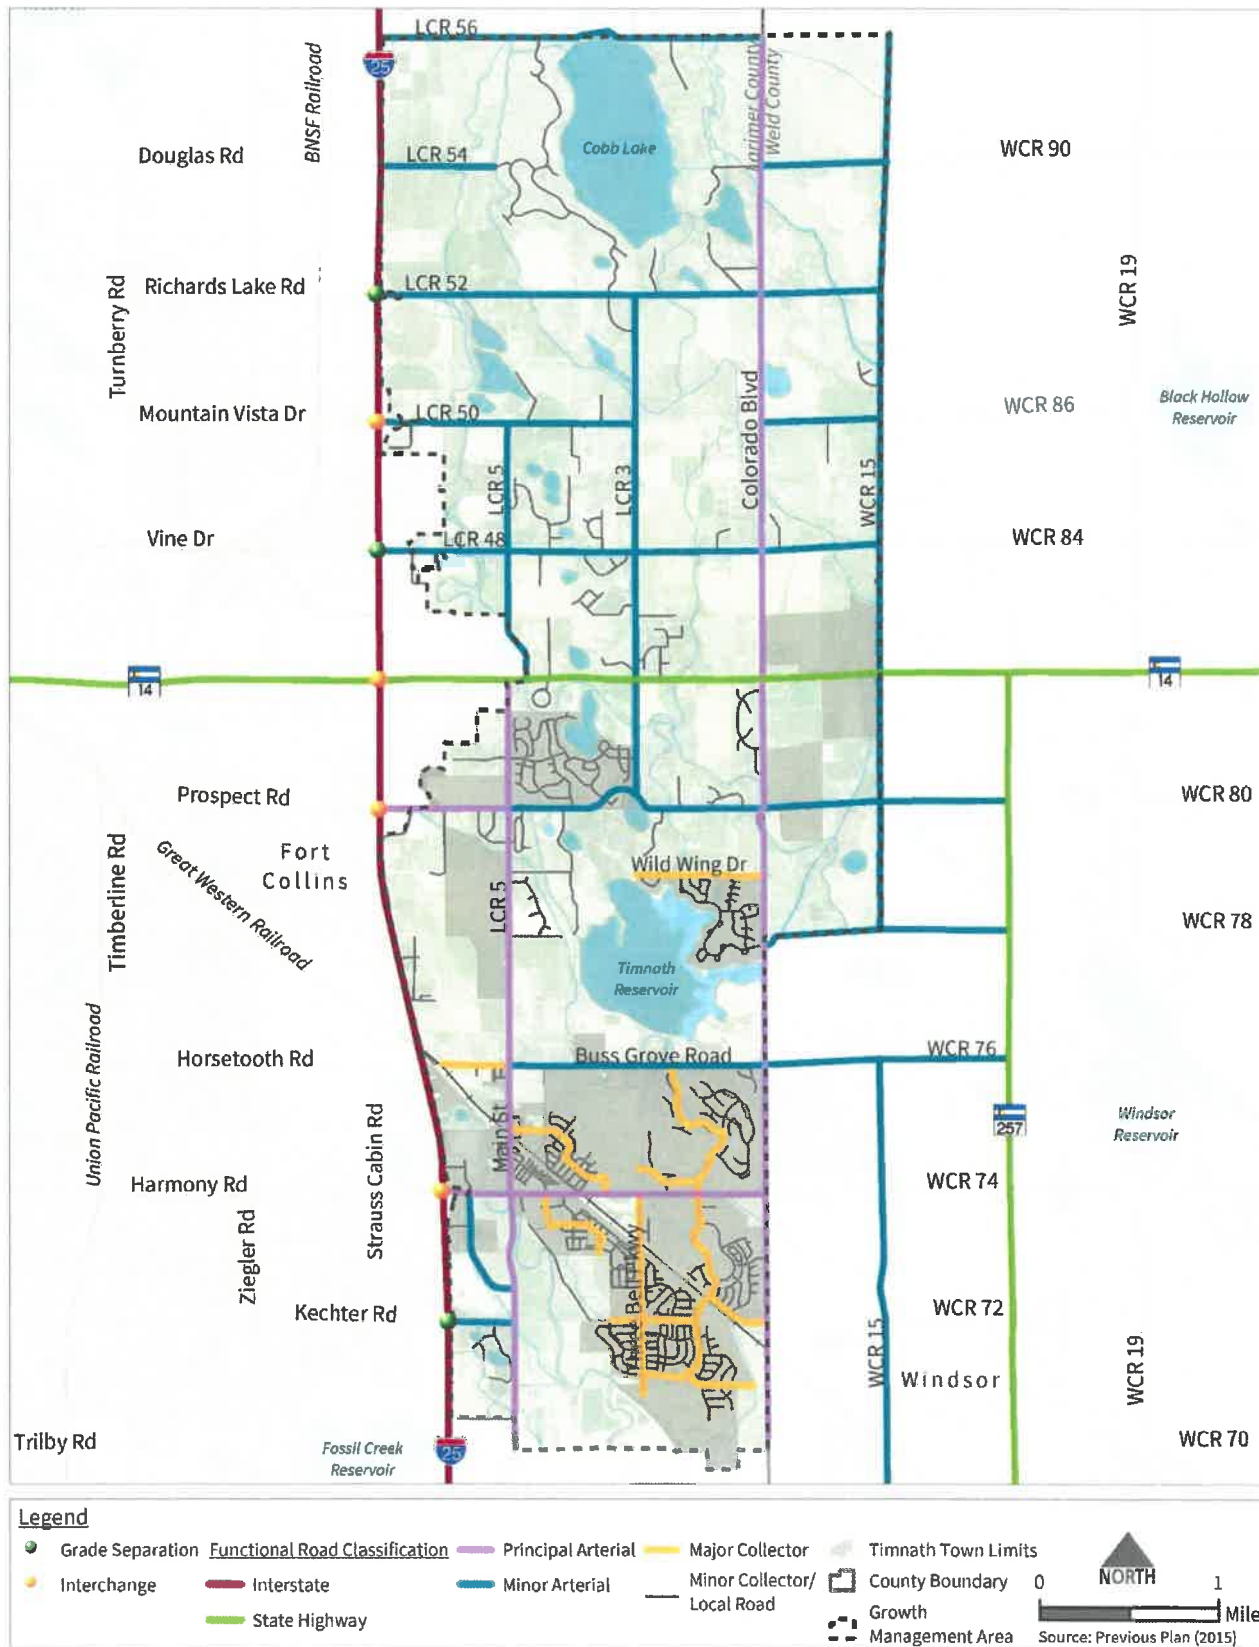 LCR 56
25
BNSF Railroad
Larimer County
Weld County
Cobb Lake
Douglas Rd
LCR 54
WCR 90
Richards Lake Rd
LCR 52
WCR 19
Turnberry Rd
Mountain Vista Dr
LCR 50
Colorado Blvd
WCR 86
Black Hollow
Reservoir
LCR 5
LCR 3
WCR 15
Vine Dr
LCR 48
WCR 84
14
14
Prospect Rd
WCR 80
Timberline Rd
Great Western Railroad
Fort
Collins
Wild Wing Dr
LCR 5
WCR 78
Timnath
Reservoir
Union Pacific Railroad
Horsetooth Rd
Buss Grove Road
WCR 76
Main St
Strauss Cabin Rd
257
Windsor
Reservoir
Harmony Rd
WCR 74
Ziegler Rd
Kechter Rd
WCR 72
WCR 15
Windsor
WCR 19
Trilby Rd
Fossil Creek
Reservoir
25
WCR 70
Legend
Grade Separation
Functional Road Classification
Principal Arterial
Major Collector
Timnath Town Limits
Interchange
Interstate
Minor Arterial
Minor Collector/
Local Road
County Boundary
State Highway
Growth
Management Area
NORTH
0 1
Mile
Source: Previous Plan (2015)